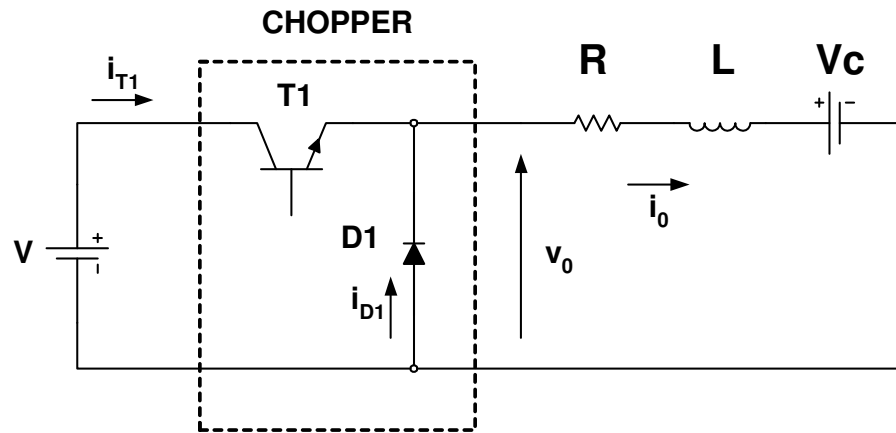 CHOPPER
i_T1
T1
R
L
Vc
+ −
i_0
V
+
−
D1
i_D1
v_0